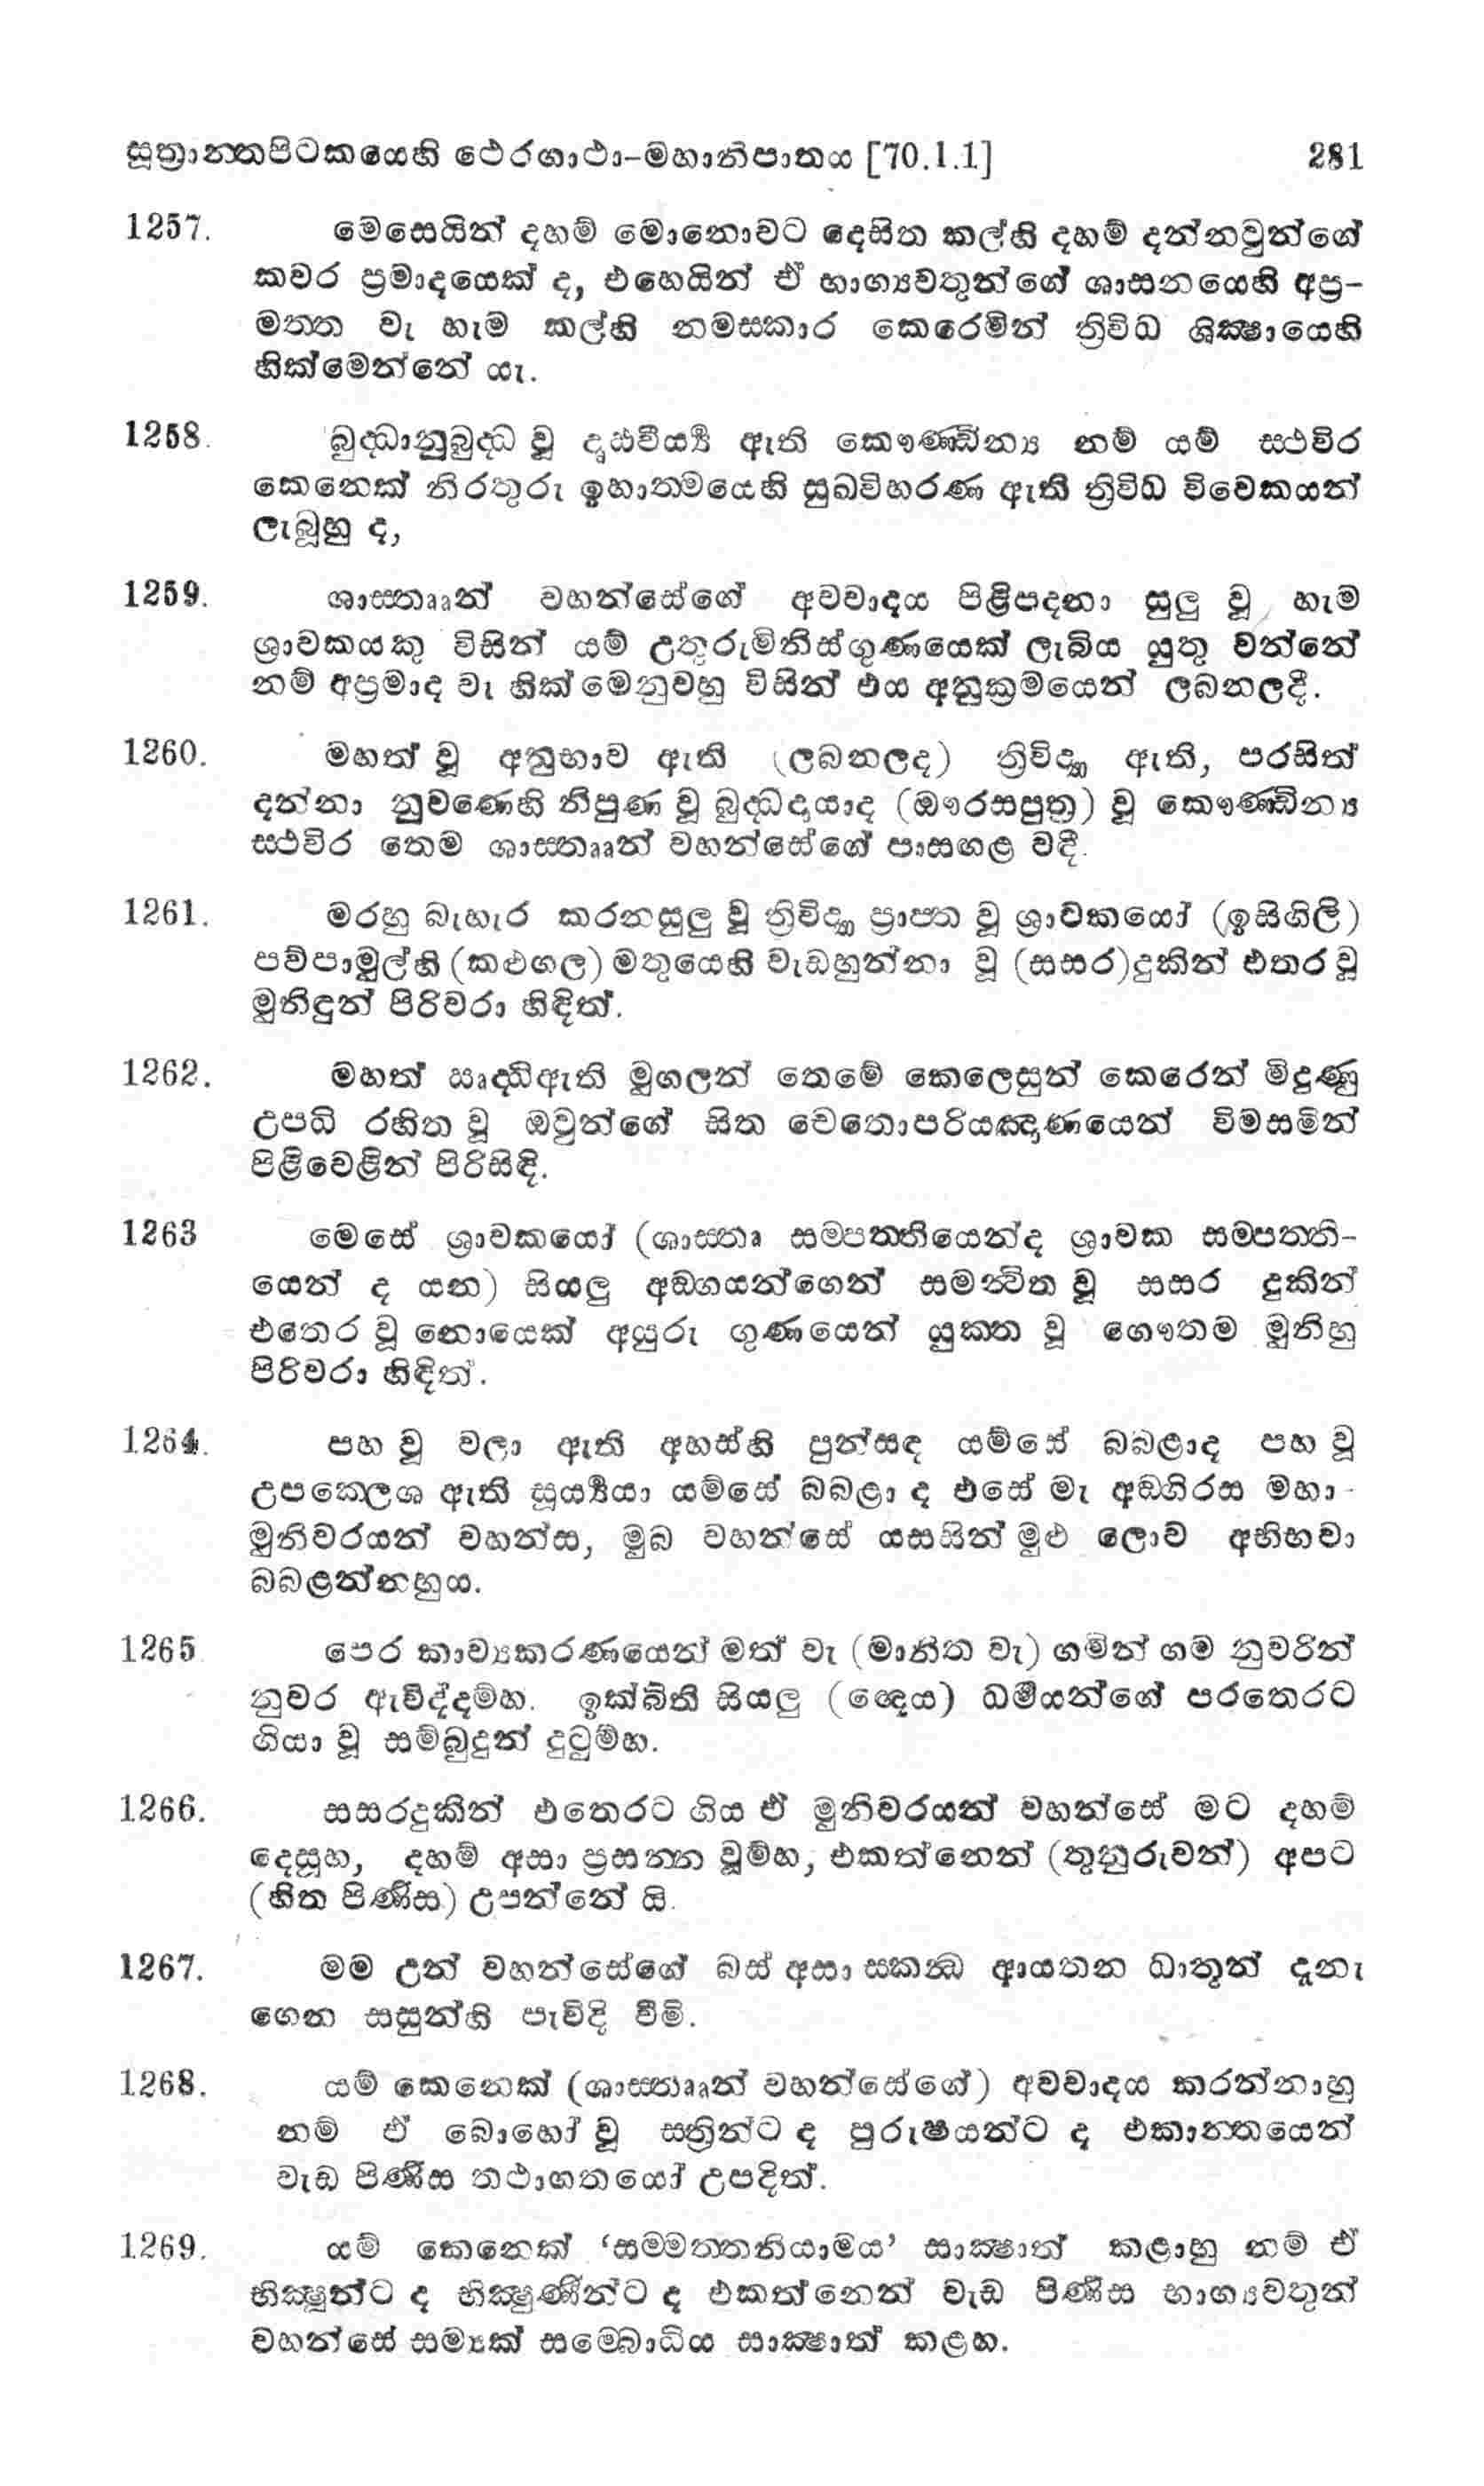 සූත්‍රාන්තපිටකයෙහි ථෙරගාථා-මහානිපාතය [70.1.1] 281
1257. මෙසෙයින් දහම් මොනොවට දෙසිත කල්හි දහම් දන්නවුන්ගේ
කවර ප්‍රමාදයෙක් ද, එහෙයින් ඒ භාග්‍යවතුන්ගේ ශාසනයෙහි අප්‍ර-
මත්ත වැ හැම කල්හි නමස්කාර කෙරෙමින් ත්‍රිවිධ ශික්‍ෂායෙහි
හික්මෙන්නේ යැ.
1258. බුද්ධානුබුද්ධ වූ දෘඪවීර්‍ය්‍ය ඇති කෞණ්ඩින්‍ය නම් යම් ස්ථවිර
කෙනෙක් නිරතුරු ඉහාත්මයෙහි සුඛවිහරණ ඇති ත්‍රිවිධ විවෙකයන්
ලැබූහු ද,
1259. ශාස්තෲන් වහන්සේගේ අවවාදය පිළිපදනා සුලු වූ හැම
ශ්‍රාවකයකු විසින් යම් උතුරුමිනිස්ගුණයෙක් ලැබිය යුතු වන්නේ
නම් අප්‍රමාද වැ හික්මෙනුවහු විසින් එය අනුක්‍රමයෙන් ලබනලදී.
1260. මහත් වූ අනුභාව ඇති (ලබනලද) ත්‍රිවිද්‍යා ඇති, පරසිත්
දන්නා නුවණෙහි නිපුණ වූ බුද්ධදායාද (ඖරසපුත්‍ර) වූ කෞණ්ඩින්‍ය
ස්ථවිර තෙම ශාස්තෲන් වහන්සේගේ පාසඟළ වදී.
1261. මරහු බැහැර කරනසුලු වූ ත්‍රිවිද්‍යා ප්‍රාප්ත වූ ශ්‍රාවකයෝ (ඉසිගිලි)
පව්පාමුල්හි (කළුගල) මතුයෙහි වැඩහුන්නා වූ (සසර)දුකින් එතර වූ
මුනිඳුන් පිරිවරා හිඳිත්.
1262. මහත් ඍද්ධිඇති මුගලන් තෙමේ කෙලෙසුන් කෙරෙන් මිදුණු
උපධි රහිත වූ ඔවුන්ගේ සිත චෙතොපරියඤාණයෙන් විමසමින්
පිළිවෙළින් පිරිසිඳි.
1263 මෙසේ ශ්‍රාවකයෝ (ශාස්තෘ සම්පත්තියෙන්ද ශ්‍රාවක සම්පත්ති-
යෙන් ද යන) සියලු අඞ්ගයන්ගෙන් සමන්විත වූ සසර දුකින්
එතෙර වූ නොයෙක් අයුරු ගුණයෙන් යුක්ත වූ ගෞතම මුනිහු
පිරිවරා හිඳිත්.
1264. පහ වූ වලා ඇති අහස්හි පුන්සඳ යම්සේ බබළාද පහ වූ
උපක්ලෙශ ඇති සූර්‍ය්‍යයා යම්සේ බබළා ද එසේ මැ අඞ්ගිරස මහා-
මුනිවරයන් වහන්ස, මුබ වහන්සේ යසසින් මුළු ලොව අභිභවා
බබළන්නහුය.
1265 පෙර කාව්‍යකරණයෙන් මත් වැ (මානිත වැ) ගමින් ගම නුවරින්
නුවර ඇවිද්දම්හ. ඉක්බිති සියලු (ඥෙය) ධර්‍මයන්ගේ පරතෙරට
ගියා වූ සම්බුදුන් දුටුම්හ.
1266. සසරදුකින් එතෙරට ගිය ඒ මුනිවරයන් වහන්සේ මට දහම්
දෙසූහ, දහම් අසා ප්‍රසන්න වූම්හ, එකත්නෙන් (තුනුරුවන්) අපට
(හිත පිණිස) උපන්නේ යි.
1267. මම උන් වහන්සේගේ බස් අසා ස්කන්ධ ආයතන ධාතූන් දැනැ
ගෙන සසුන්හි පැවිදි වීමි.
1268. යම් කෙනෙක් (ශාස්තෲන් වහන්සේගේ) අවවාදය කරන්නාහු
නම් ඒ බොහෝ වූ ස්ත්‍රින්ට ද පුරුෂයන්ට ද එකාන්තයෙන්
වැඩ පිණිස තථාගතයෝ උපදිත්.
1269. යම් කෙනෙක් ‘සම්මත්තනියාමය’ සාක්‍ෂාත් කළාහු නම් ඒ
භික්‍ෂූන්ට ද භික්‍ෂුණීන්ට ද එකත්නෙන් වැඩ පිණිස භාග්‍යවතුන්
වහන්සේ සම්‍යක් සම්බොධිය සාක්‍ෂාත් කළහ.